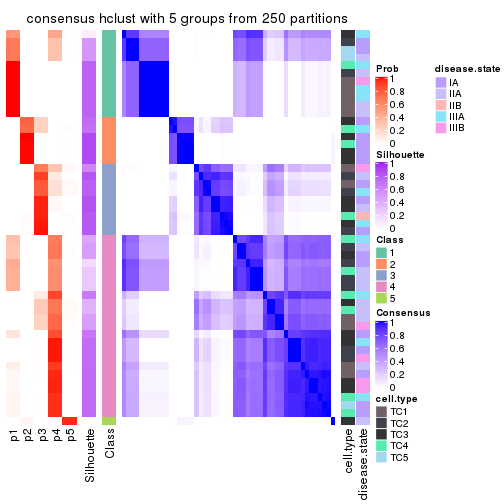 consensus hclust with 5 groups from 250 partitions
Prob
1
0.8
0.6
0.4
0.2
0
disease.state
IA
IIA
IIB
IIIA
IIIB
Silhouette
1
0.8
0.6
0.4
0.2
0
Class
1
2
3
4
5
Consensus
1
0.8
0.6
0.4
0.2
0
cell.type
TC1
TC2
TC3
TC4
TC5
p1
p2
p3
p4
p5
Silhouette
Class
cell.type
disease.state